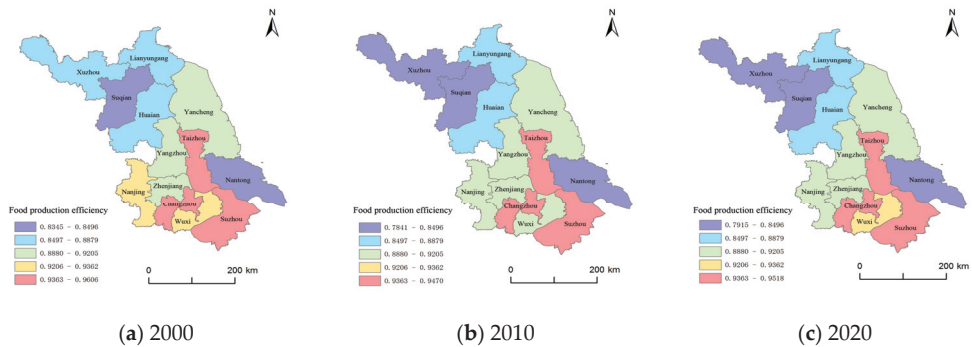 N
Lianyungang
Xuzhou
Suqian
Huaian
Yancheng
Taizhou
Yangzhou
Nantong
Zhenjiang
Nanjing
Changzhou
Wuxi
Suzhou
Food production efficiency
0.8345 - 0.8496
0.8497 - 0.8879
0.8880 - 0.9205
0.9206 - 0.9362
0.9363 - 0.9606
0 200 km
(a) 2000
N
Lianyungang
Xuzhou
Suqian
Huaian
Yancheng
Taizhou
Yangzhou
Nantong
Zhenjiang
Nanjing
Changzhou
Wuxi
Suzhou
Food production efficiency
0.7841 - 0.8496
0.8497 - 0.8879
0.8880 - 0.9205
0.9206 - 0.9362
0.9363 - 0.9470
0 200 km
(b) 2010
N
Lianyungang
Xuzhou
Suqian
Huaian
Yancheng
Taizhou
Yangzhou
Nantong
Zhenjiang
Nanjing
Changzhou
Wuxi
Suzhou
Food production efficiency
0.7915 - 0.8496
0.8497 - 0.8879
0.8880 - 0.9205
0.9206 - 0.9362
0.9363 - 0.9518
0 200 km
(c) 2020